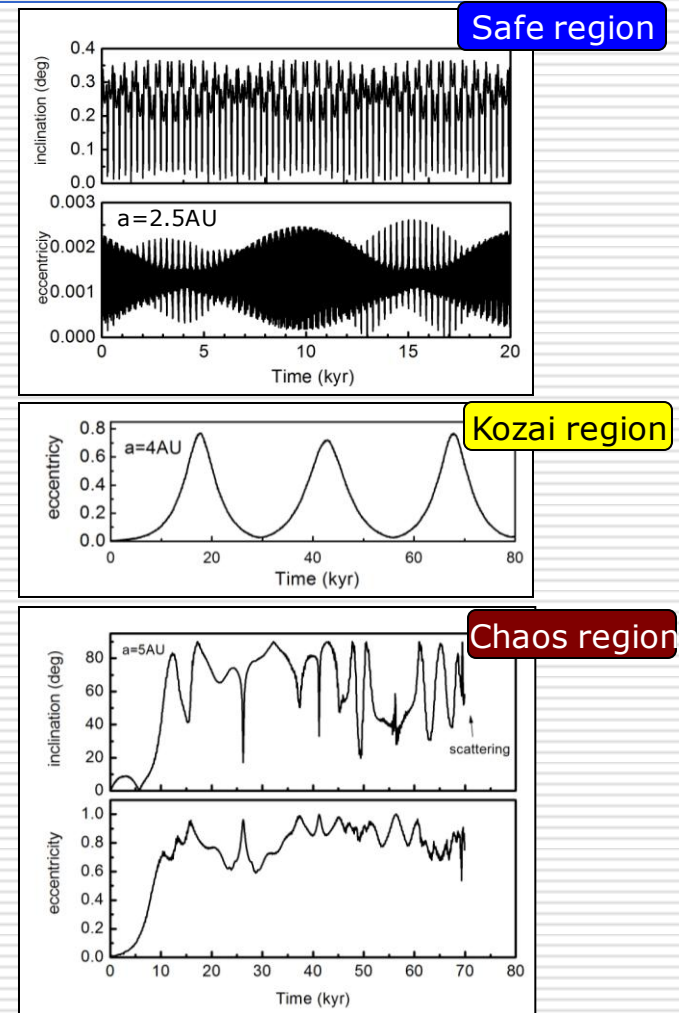 Safe region
inclination (deg)
0.4
0.3
0.2
0.1
0.0
eccentriciy
0.003
0.002
0.001
0.000
a=2.5AU
0 5 10 15 20
Time (kyr)
Kozai region
eccentricy
0.8
0.6
0.4
0.2
0.0
a=4AU
0 20 40 60 80
Time (kyr)
Chaos region
inclination (deg)
80
60
40
20
0
a=5AU
scattering
eccentricity
1.0
0.8
0.6
0.4
0.2
0.0
0 10 20 30 40 50 60 70 80
Time (kyr)